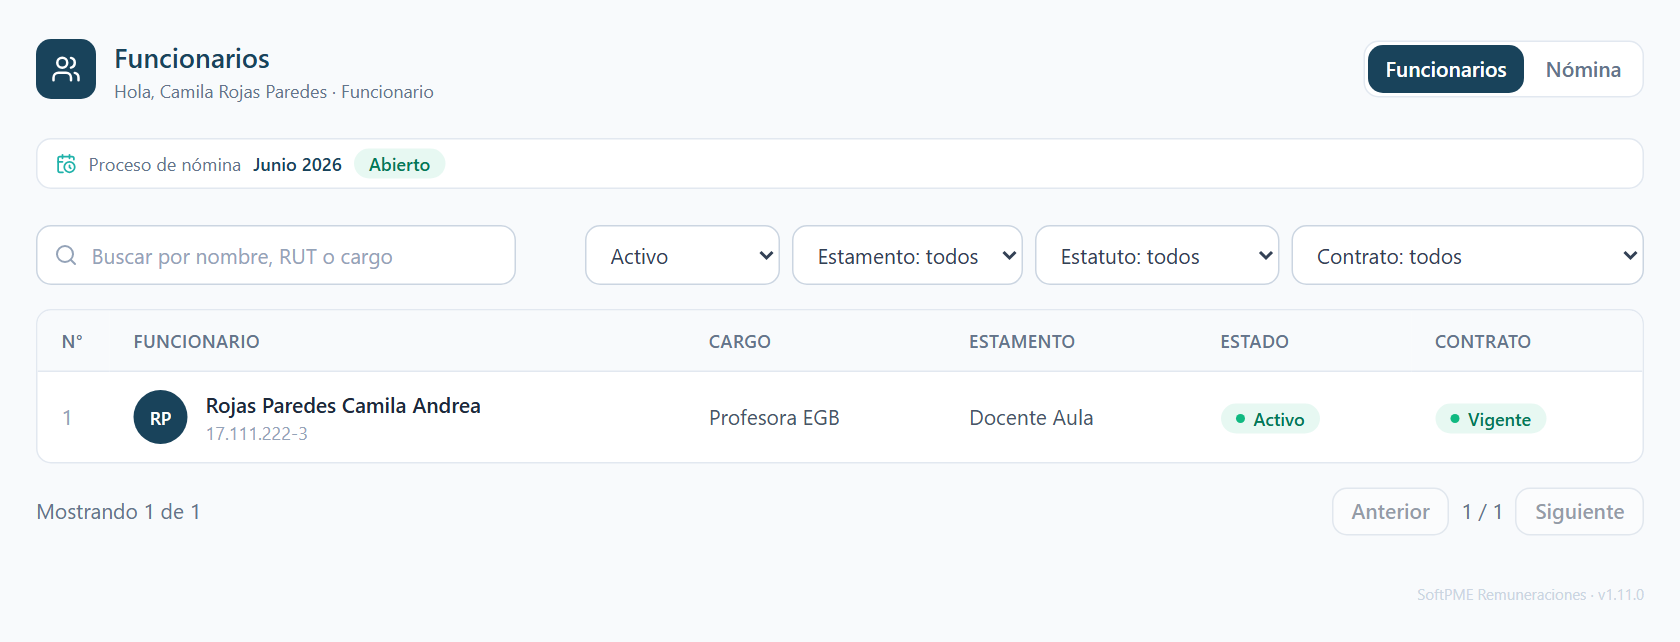 Funcionarios
Hola, Camila Rojas Paredes · Funcionario
Funcionarios Nómina
Proceso de nómina Junio 2026 Abierto
Buscar por nombre, RUT o cargo Activo Estamento: todos Estatuto: todos Contrato: todos
N° FUNCIONARIO CARGO ESTAMENTO ESTADO CONTRATO
1 RP Rojas Paredes Camila Andrea Profesora EGB Docente Aula Activo Vigente
17.111.222-3
Mostrando 1 de 1 Anterior 1 / 1 Siguiente
SoftPME Remuneraciones · v1.11.0